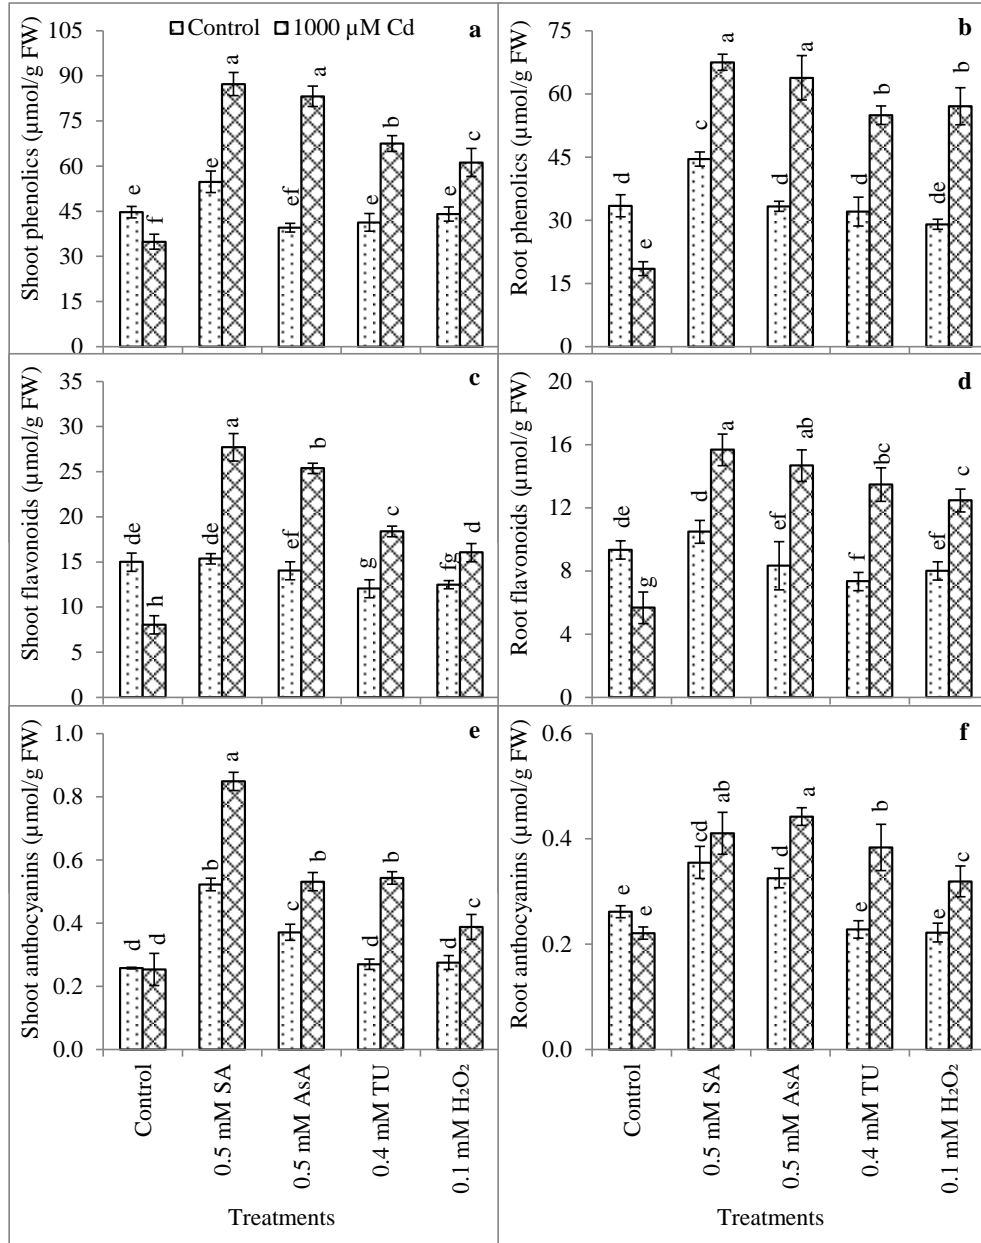 Control 1000 µM Cd
a
Shoot phenolics (µmol/g FW)
105
90
75
60
45
30
15
0
e f e a ef a e b e c
b
Root phenolics (µmol/g FW)
75
60
45
30
15
0
d e c a d a d b de b
c
Shoot flavonoids (µmol/g FW)
35
30
25
20
15
10
5
0
de h de a ef b g c fg d
d
Root flavonoids (µmol/g FW)
20
16
12
8
4
0
de g d a ef ab f bc ef c
e
Shoot anthocyanins (µmol/g FW)
1.0
0.8
0.6
0.4
0.2
0.0
d d b a c b d b d c
Control
0.5 mM SA
0.5 mM AsA
0.4 mM TU
0.1 mM H₂O₂
Treatments
f
Root anthocyanins (µmol/g FW)
0.6
0.4
0.2
0.0
e e cd ab d a e b e c
Control
0.5 mM SA
0.5 mM AsA
0.4 mM TU
0.1 mM H₂O₂
Treatments